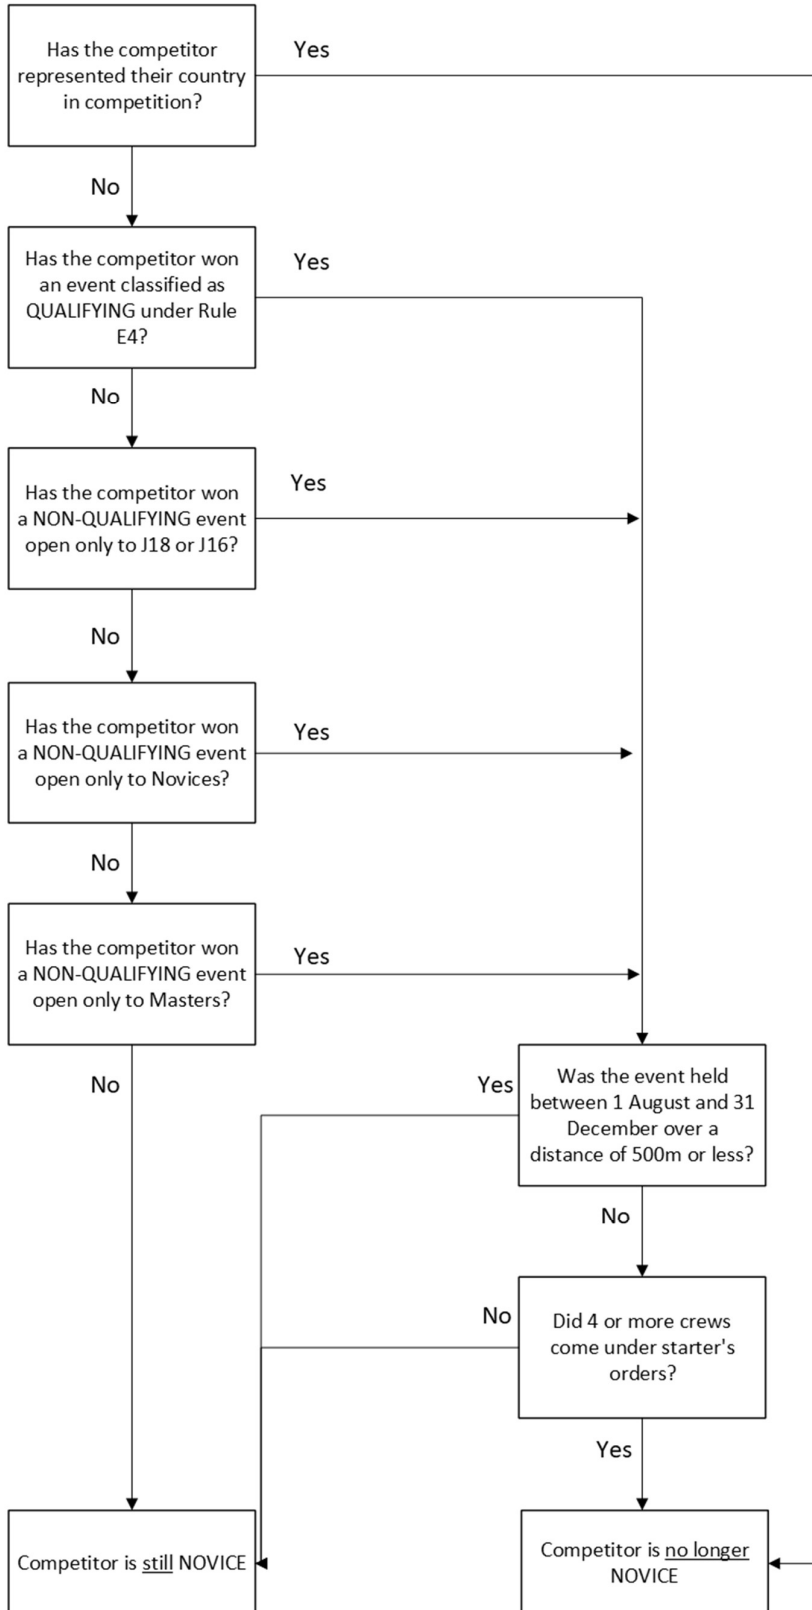 Has the competitor
represented their country
in competition?
Yes
No
Has the competitor won
an event classified as
QUALIFYING under Rule
E4?
Yes
No
Has the competitor won
a NON-QUALIFYING event
open only to J18 or J16?
Yes
No
Has the competitor won
a NON-QUALIFYING event
open only to Novices?
Yes
No
Has the competitor won
a NON-QUALIFYING event
open only to Masters?
Yes
No
Was the event held
between 1 August and 31
December over a
distance of 500m or less?
Yes
No
Did 4 or more crews
come under starter's
orders?
No
Yes
Competitor is still NOVICE
Competitor is no longer
NOVICE